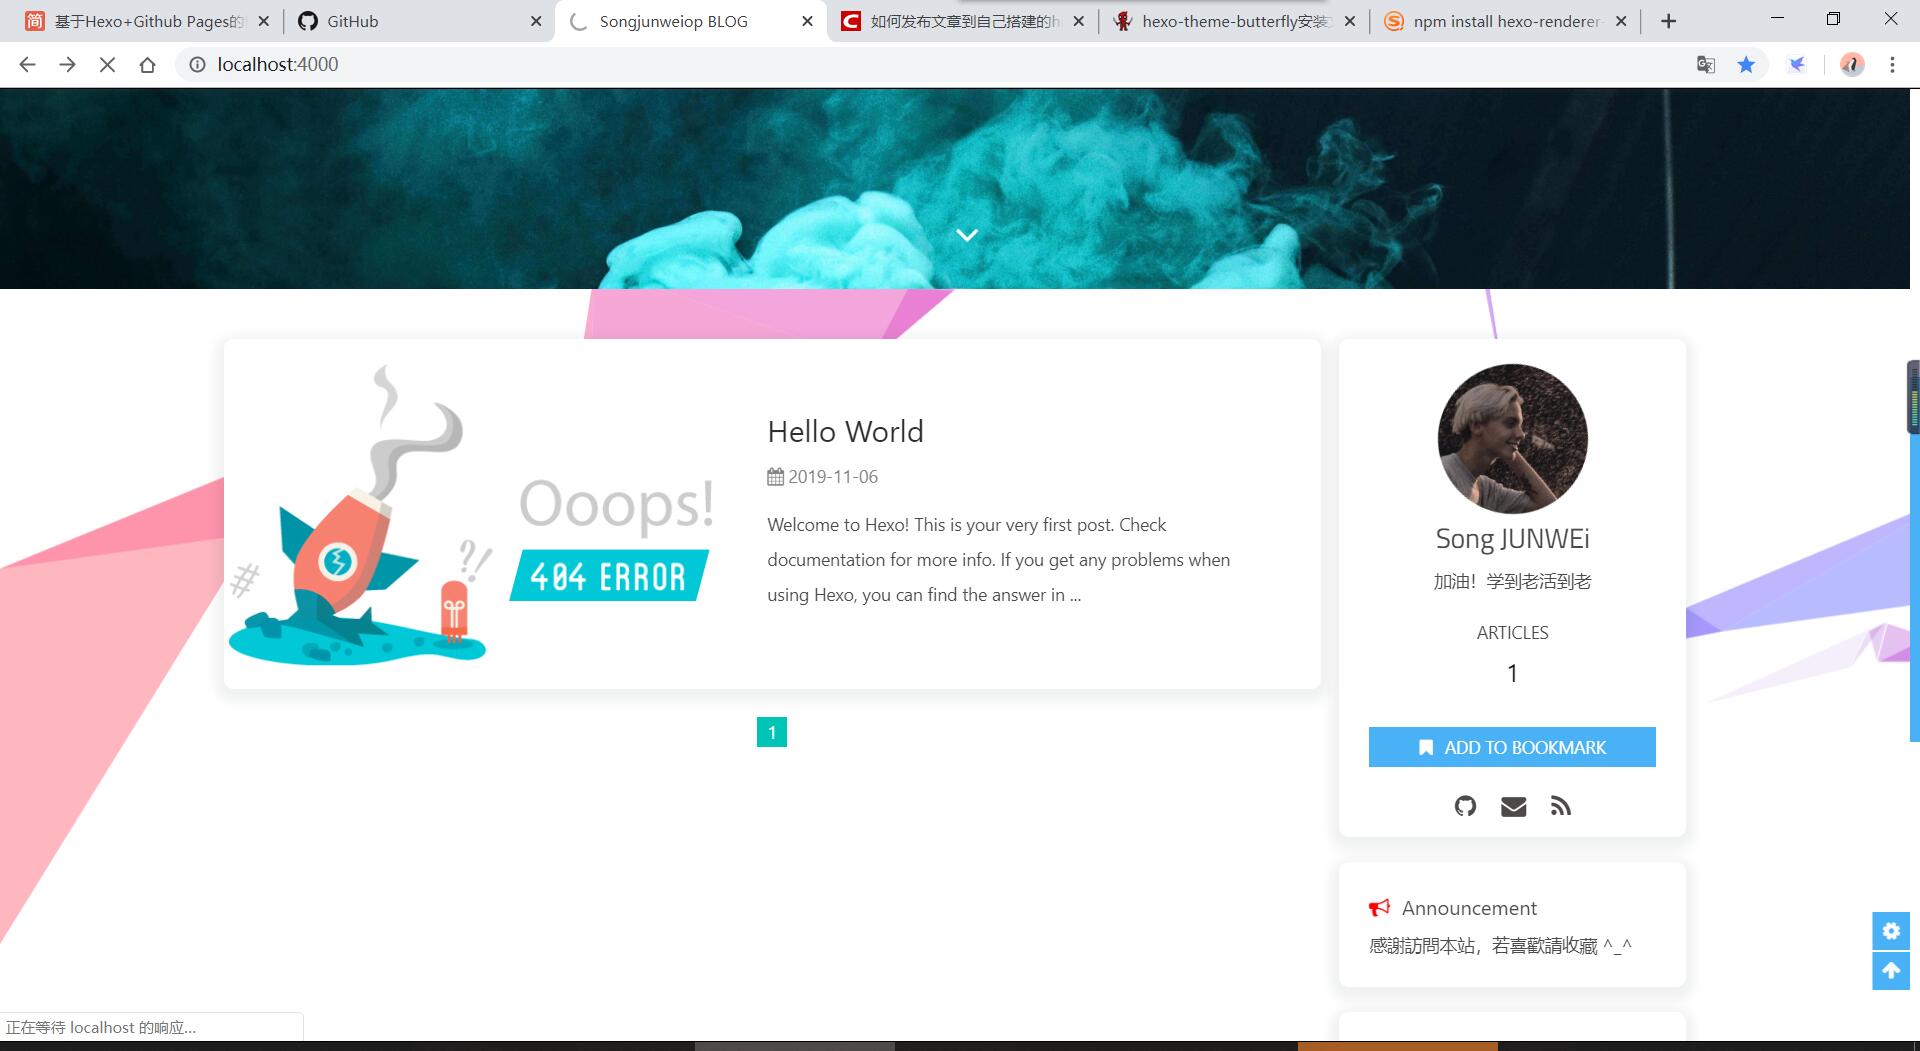 基于Hexo+Github Pages的
GitHub
Songjunweiop BLOG
如何发布文章到自己搭建的h
hexo-theme-butterfly安装
npm install hexo-renderer-
localhost:4000
Hello World
2019-11-06
Welcome to Hexo! This is your very first post. Check
documentation for more info. If you get any problems when
using Hexo, you can find the answer in ...
Ooops!
404 ERROR
#
?!
1
Song JUNWEi
加油！学到老活到老
ARTICLES
1
ADD TO BOOKMARK
Announcement
感謝訪問本站，若喜歡請收藏 ^_^
正在等待 localhost 的响应...